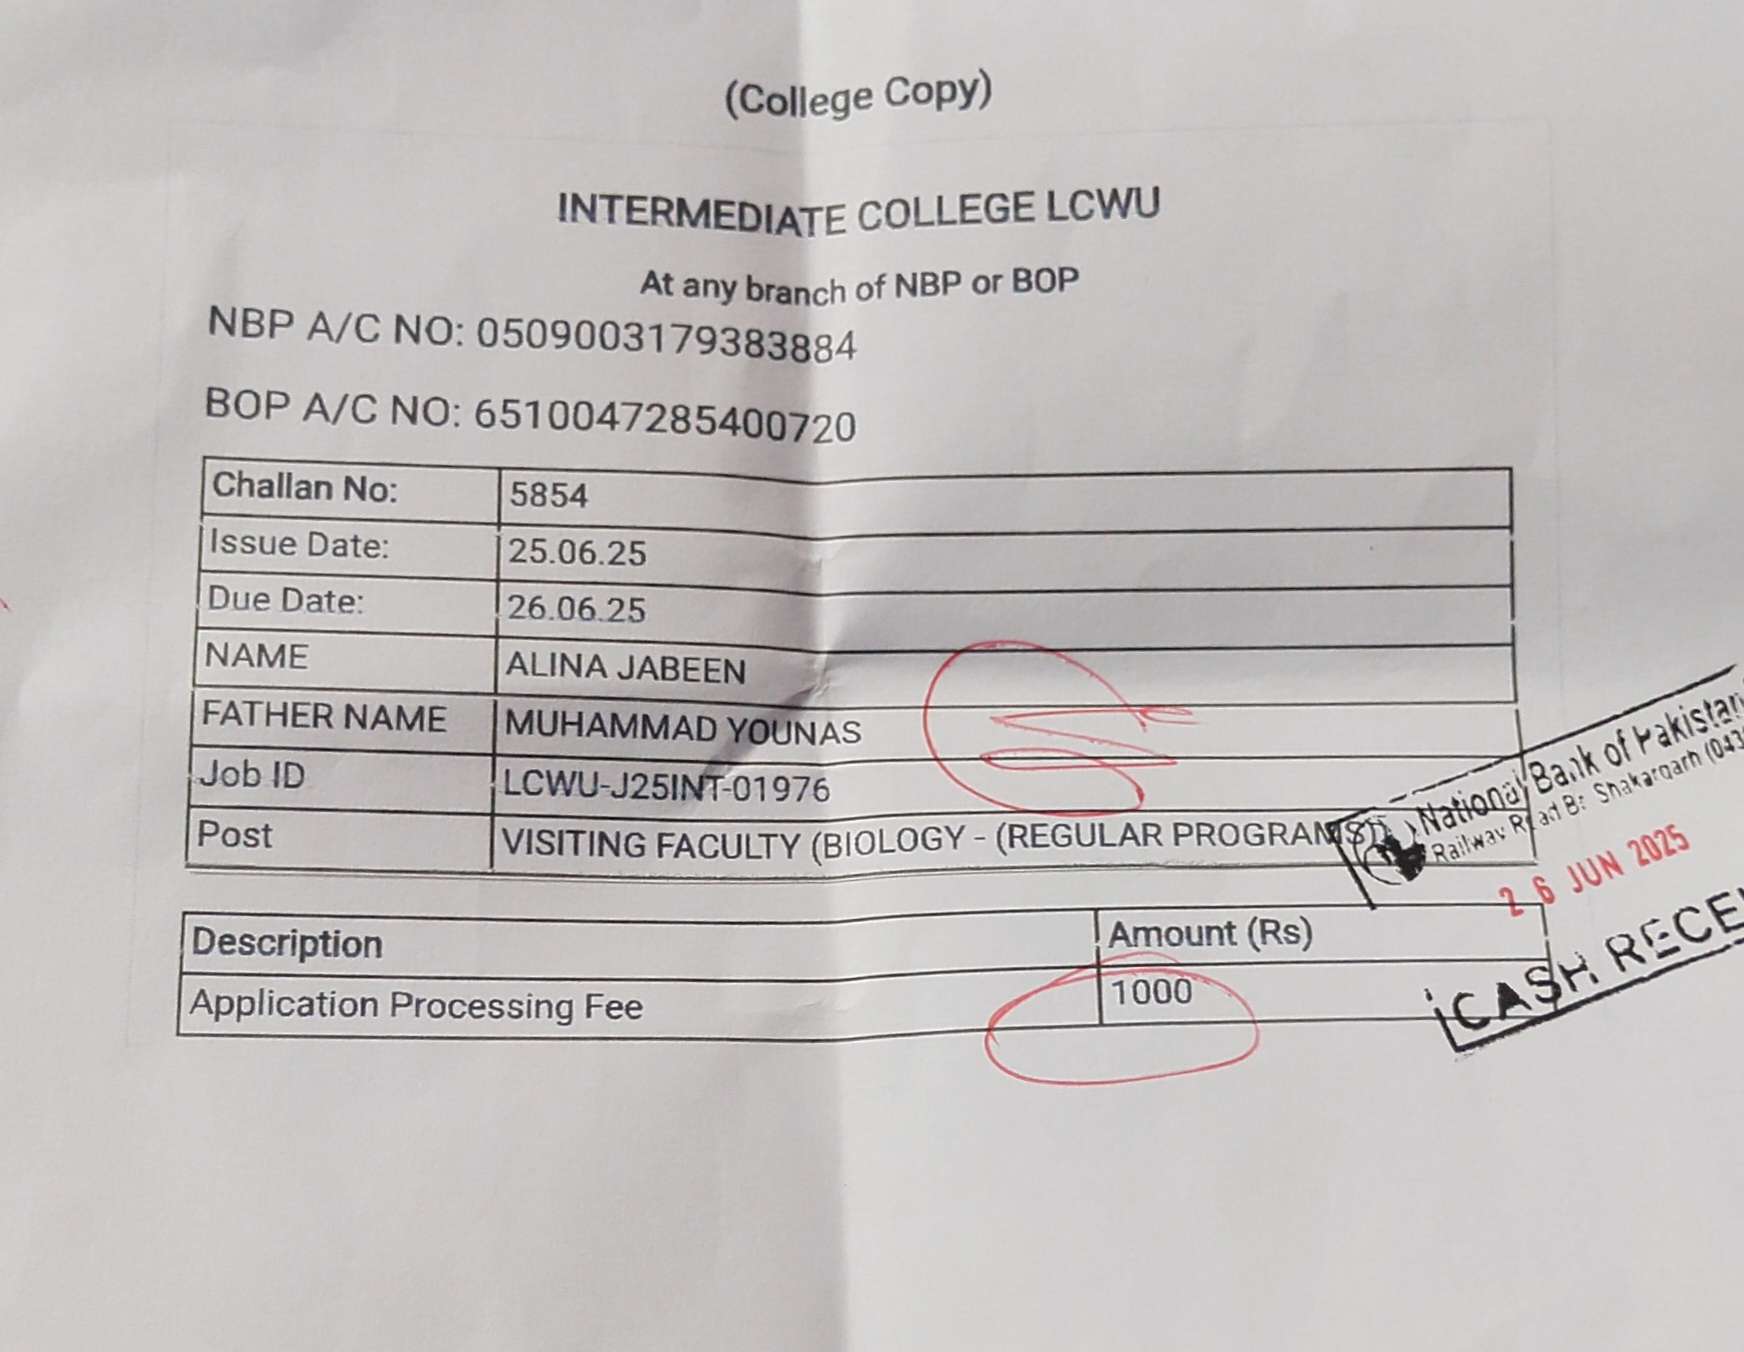 (College Copy)
INTERMEDIATE COLLEGE LCWU
At any branch of NBP or BOP
NBP A/C NO: 0509003179383884
BOP A/C NO: 6510047285400720
Challan No: 5854
Issue Date: 25.06.25
Due Date: 26.06.25
NAME ALINA JABEEN
FATHER NAME MUHAMMAD YOUNAS
Job ID LCWU-J25INT-01976
Post VISITING FACULTY (BIOLOGY - (REGULAR PROGRAMS))
National Bank of Pakistan
Railway Road Br Shakargarh (043
26 JUN 2025
CASH RECE
Description Amount (Rs)
Application Processing Fee 1000